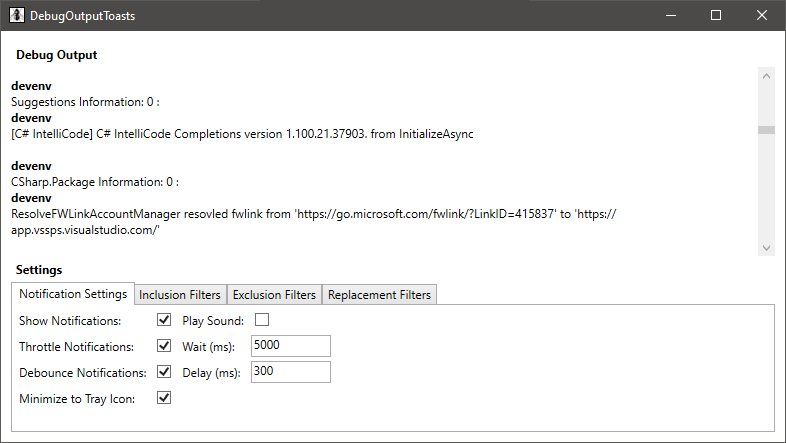 DebugOutputToasts
Debug Output
devenv
Suggestions Information: 0 :
devenv
[C# IntelliCode] C# IntelliCode Completions version 1.100.21.37903. from InitializeAsync
devenv
CSharp.Package Information: 0 :
devenv
ResolveFWLinkAccountManager resovled fwlink from 'https://go.microsoft.com/fwlink/?LinkID=415837' to 'https://
app.vssps.visualstudio.com/'
Settings
Notification Settings Inclusion Filters Exclusion Filters Replacement Filters
Show Notifications: Play Sound:
Throttle Notifications: Wait (ms): 5000
Debounce Notifications: Delay (ms): 300
Minimize to Tray Icon: